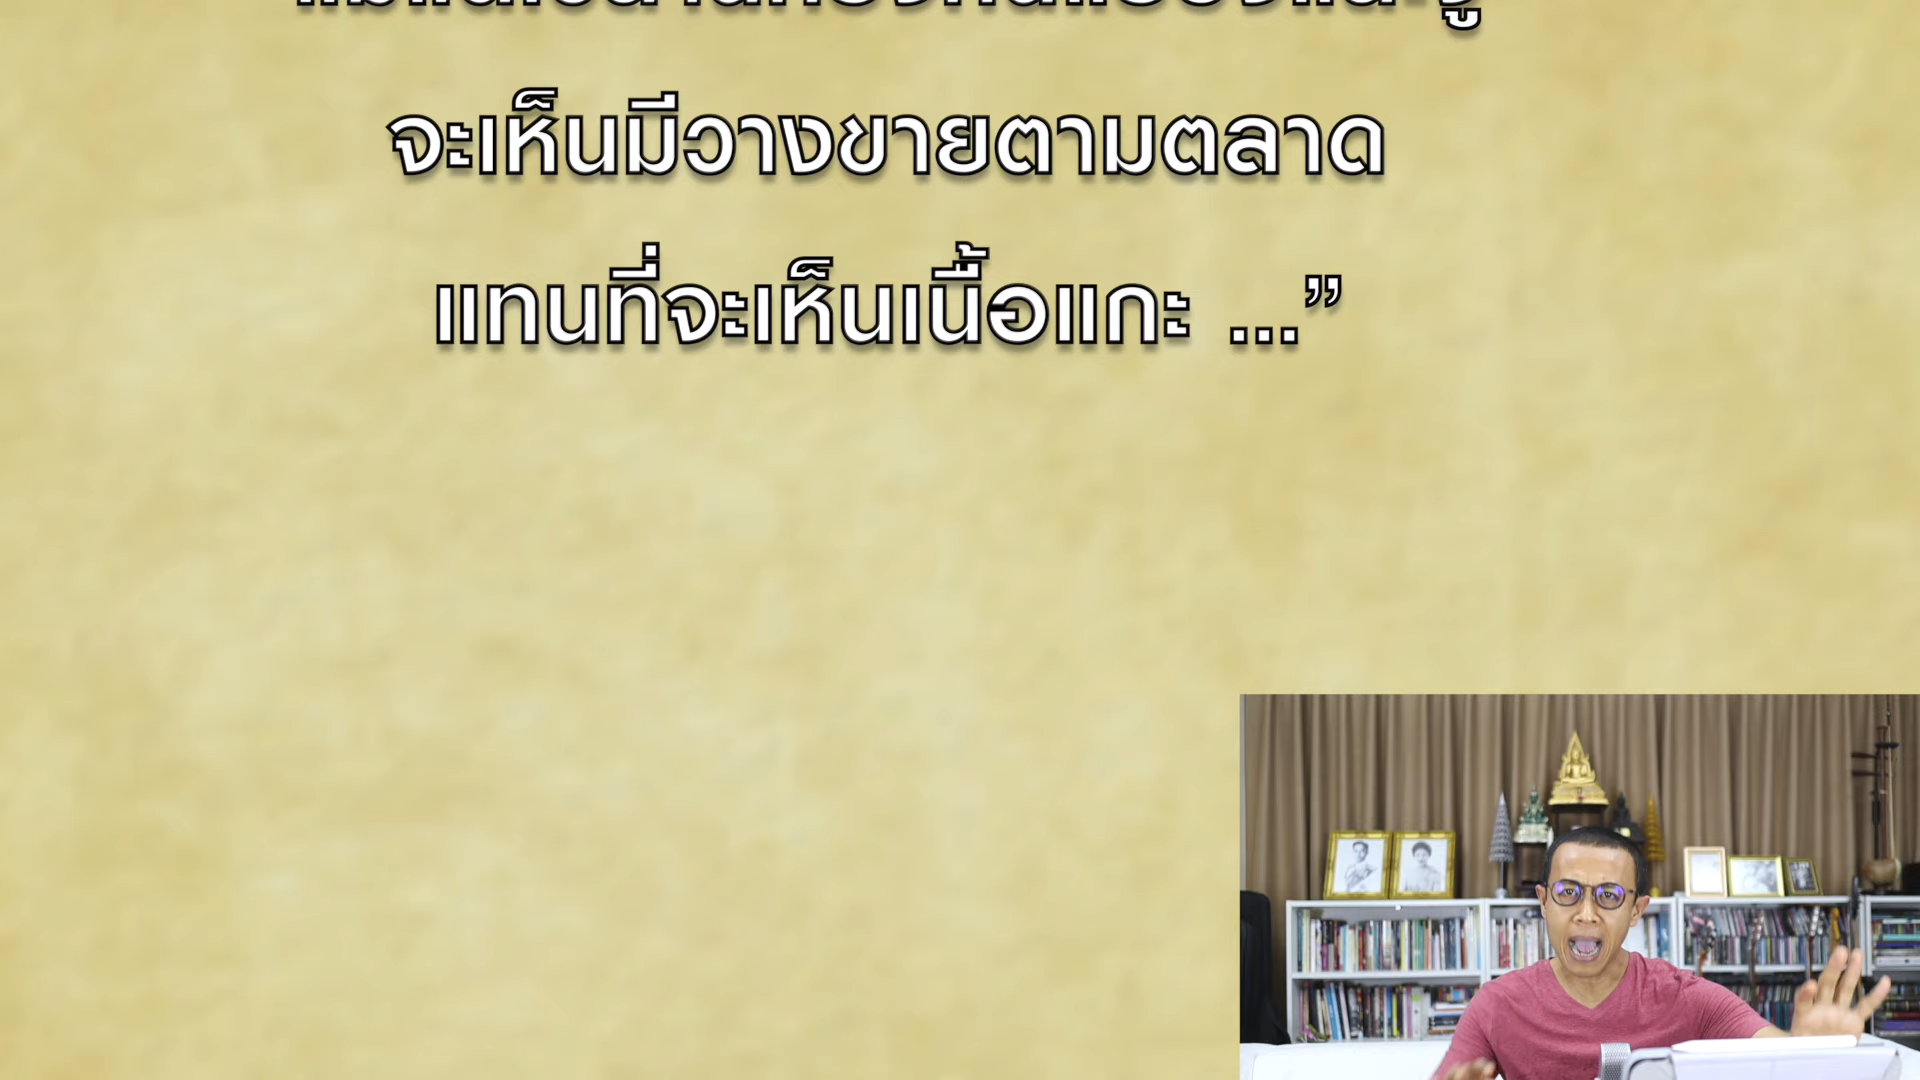 จะเห็นมีวางขายตามตลาด
แทนที่จะเห็นเนื้อแกะ ...”